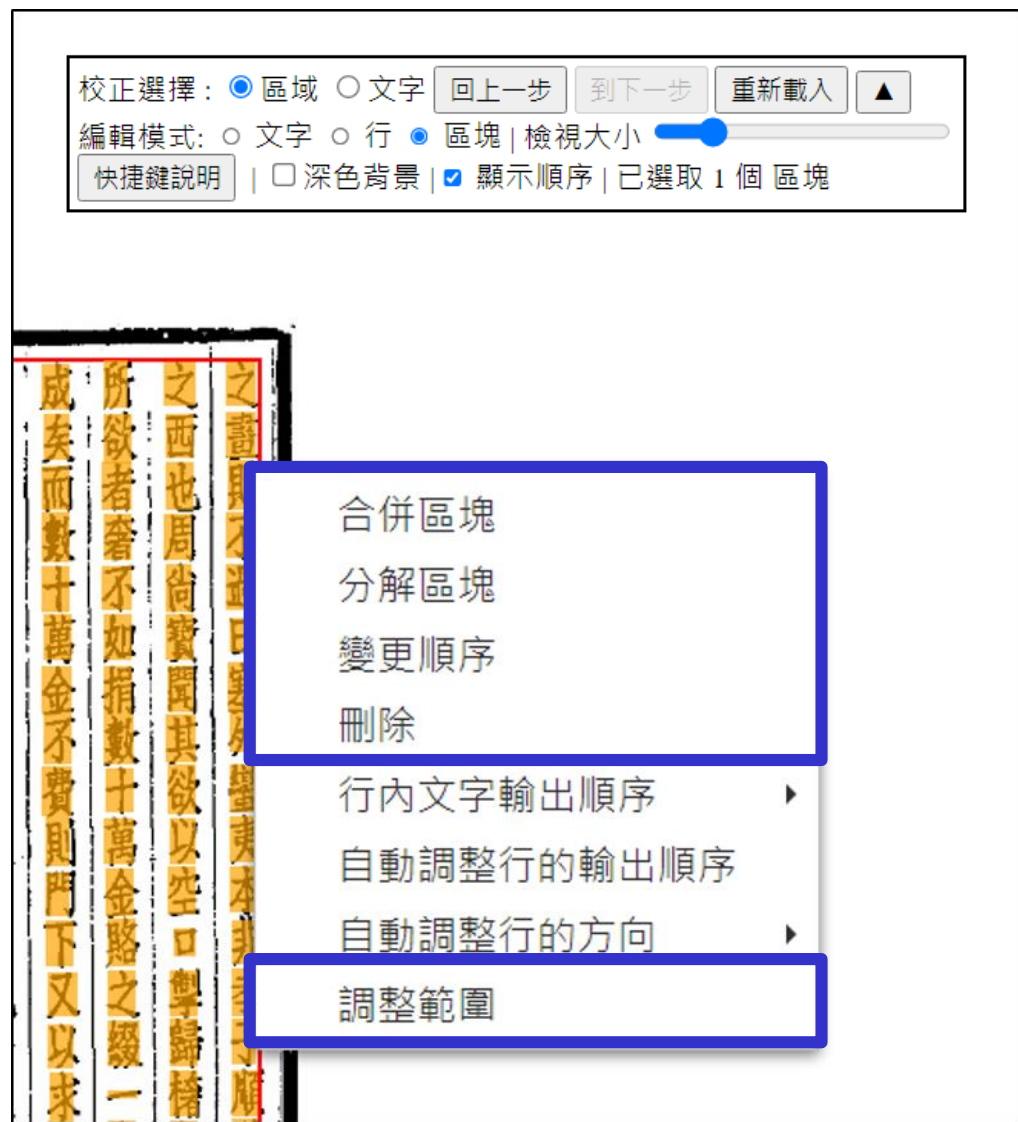 校正選擇: 區域 文字 回上一步 到下一步 重新載入 ▲
編輯模式: 文字 行 區塊 | 檢視大小
快捷鍵說明 | 深色背景 | 顯示順序 | 已選取 1 個 區塊
合併區塊
分解區塊
變更順序
刪除
行內文字輸出順序
自動調整行的輸出順序
自動調整行的方向
調整範圍
之西也周尚寶聞其欲以空口掣歸
所欲者奢不如捐數十萬金賂之綴一
成矣而數十萬金不費則門下又以求